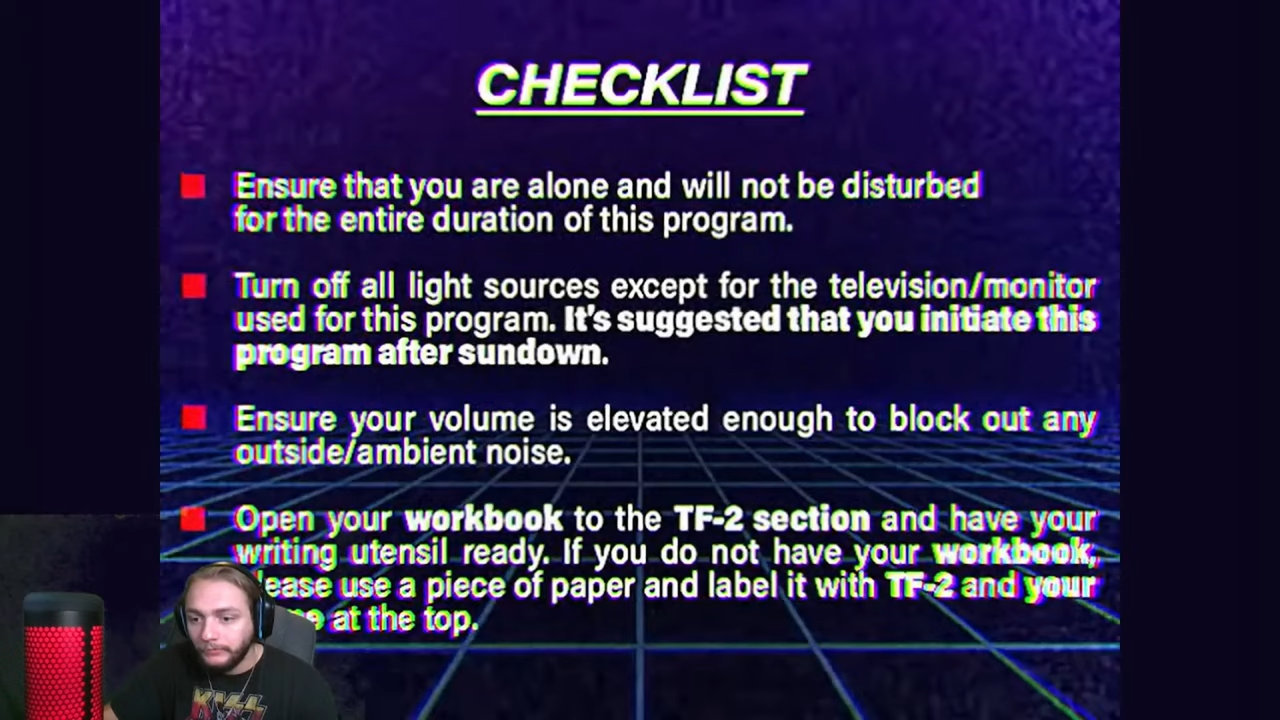 CHECKLIST
Ensure that you are alone and will not be disturbed
for the entire duration of this program.
Turn off all light sources except for the television/monitor
used for this program. It's suggested that you initiate this
program after sundown.
Ensure your volume is elevated enough to block out any
outside/ambient noise.
Open your workbook to the TF-2 section and have your
writing utensil ready. If you do not have your workbook,
use a piece of paper and label it with TF-2 and your
at the top.